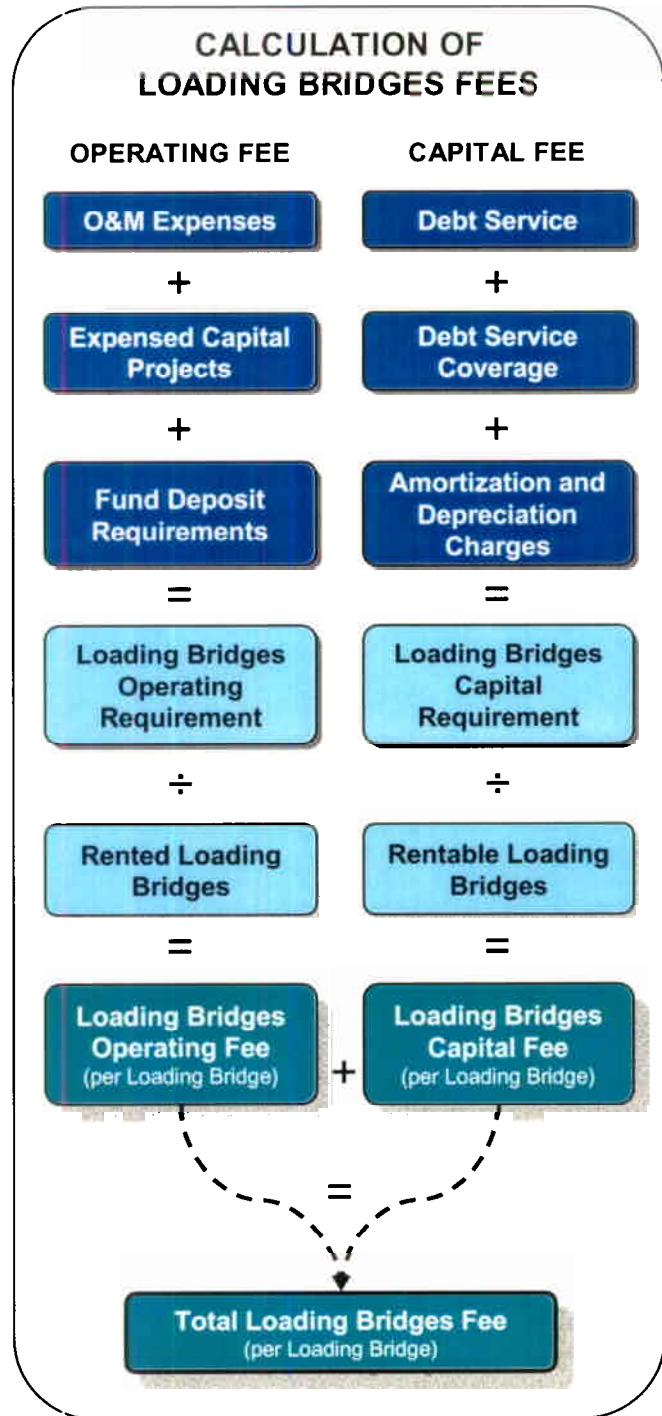 CALCULATION OF
LOADING BRIDGES FEES
OPERATING FEE
CAPITAL FEE
O&M Expenses
Debt Service
+
+
Expensed Capital
Projects
Debt Service
Coverage
+
+
Fund Deposit
Requirements
Amortization and
Depreciation
Charges
=
=
Loading Bridges
Operating
Requirement
Loading Bridges
Capital
Requirement
÷
÷
Rented Loading
Bridges
Rentable Loading
Bridges
=
=
Loading Bridges
Operating Fee
(per Loading Bridge)
+
Loading Bridges
Capital Fee
(per Loading Bridge)
=
Total Loading Bridges Fee
(per Loading Bridge)